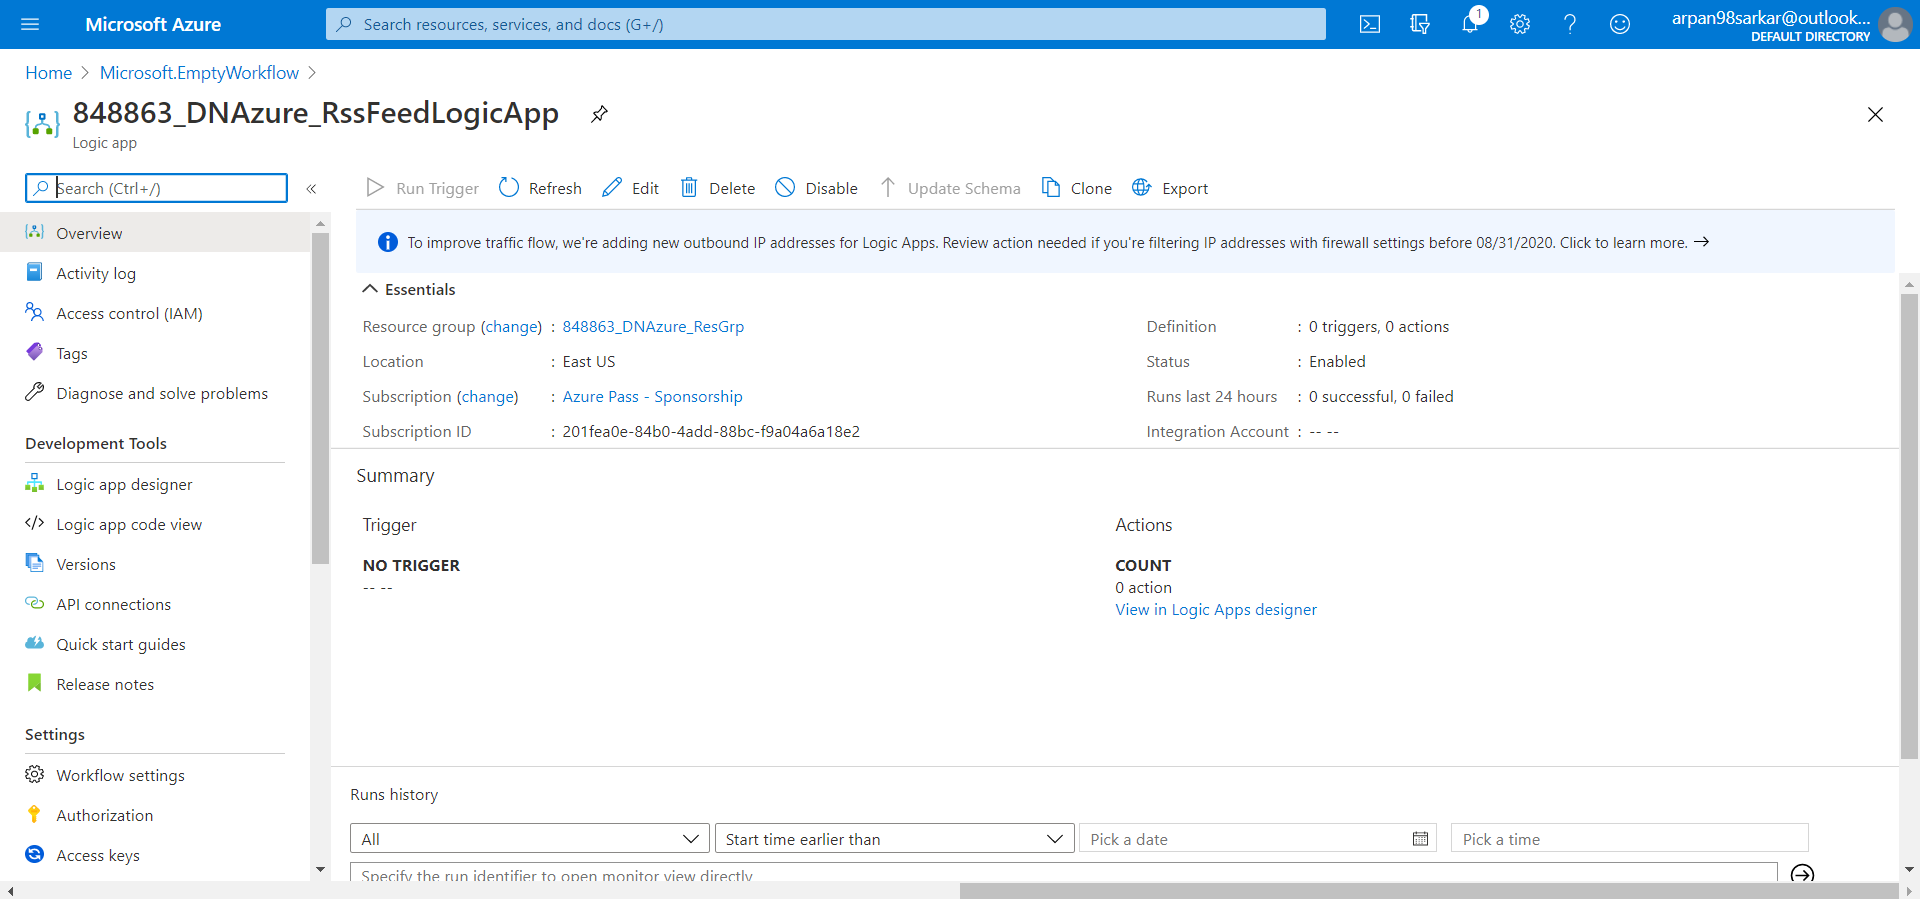 Microsoft Azure
Search resources, services, and docs (G+/)
1
arpan98sarkar@outlook...
DEFAULT DIRECTORY
Home > Microsoft.EmptyWorkflow >
848863_DNAzure_RssFeedLogicApp
Logic app
Search (Ctrl+/)
«
Run Trigger Refresh Edit Delete Disable Update Schema Clone Export
Overview
Activity log
Access control (IAM)
Tags
Diagnose and solve problems
Development Tools
Logic app designer
Logic app code view
Versions
API connections
Quick start guides
Release notes
Settings
Workflow settings
Authorization
Access keys
To improve traffic flow, we're adding new outbound IP addresses for Logic Apps. Review action needed if you're filtering IP addresses with firewall settings before 08/31/2020. Click to learn more. →
Essentials
Resource group (change) : 848863_DNAzure_ResGrp
Location : East US
Subscription (change) : Azure Pass - Sponsorship
Subscription ID : 201fea0e-84b0-4add-88bc-f9a04a6a18e2
Definition : 0 triggers, 0 actions
Status : Enabled
Runs last 24 hours : 0 successful, 0 failed
Integration Account : -- --
Summary
Trigger
NO TRIGGER
-- --
Actions
COUNT
0 action
View in Logic Apps designer
Runs history
All Start time earlier than Pick a date Pick a time
Specify the run identifier to open monitor view directly